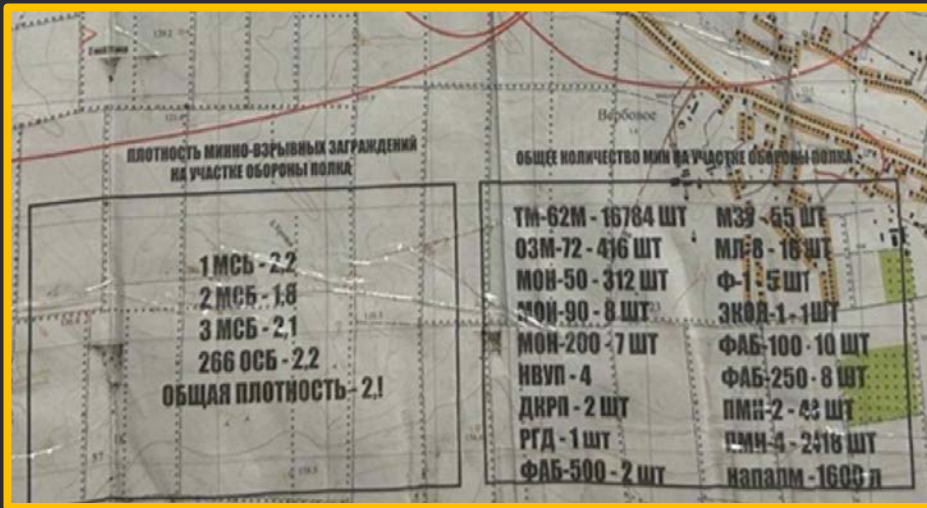 Вербовое
ПЛОТНОСТЬ МИННО-ВЗРЫВНЫХ ЗАГРАЖДЕНИЙ
НА УЧАСТКЕ ОБОРОНЫ ПОЛКА
1 МСБ - 2,2
2 МСБ - 1,8
3 МСБ - 2,1
266 ОСБ - 2,2
ОБЩАЯ ПЛОТНОСТЬ - 2,!
ОБЩЕЕ КОЛИЧЕСТВО МИН НА УЧАСТКЕ ОБОРОНЫ ПОЛКА
ТМ-62М - 16784 ШТ
ОЗМ-72 - 416 ШТ
МОН-50 - 312 ШТ
МОН-90 - 8 ШТ
МОН-200 - 7 ШТ
НВУП - 4
ДКРП - 2 ШТ
РГД - 1 ШТ
ФАБ-500 - 2 ШТ
МЗУ - 55 ШТ
МЛ-8 - 16 ШТ
Ф-1 - 5 ШТ
ЭКОД-1 - 1ШТ
ФАБ-100 - 10 ШТ
ФАБ-250 - 8 ШТ
ПМН-2 - 48 ШТ
ПМН-4 - 2418 ШТ
напалм - 1600 л